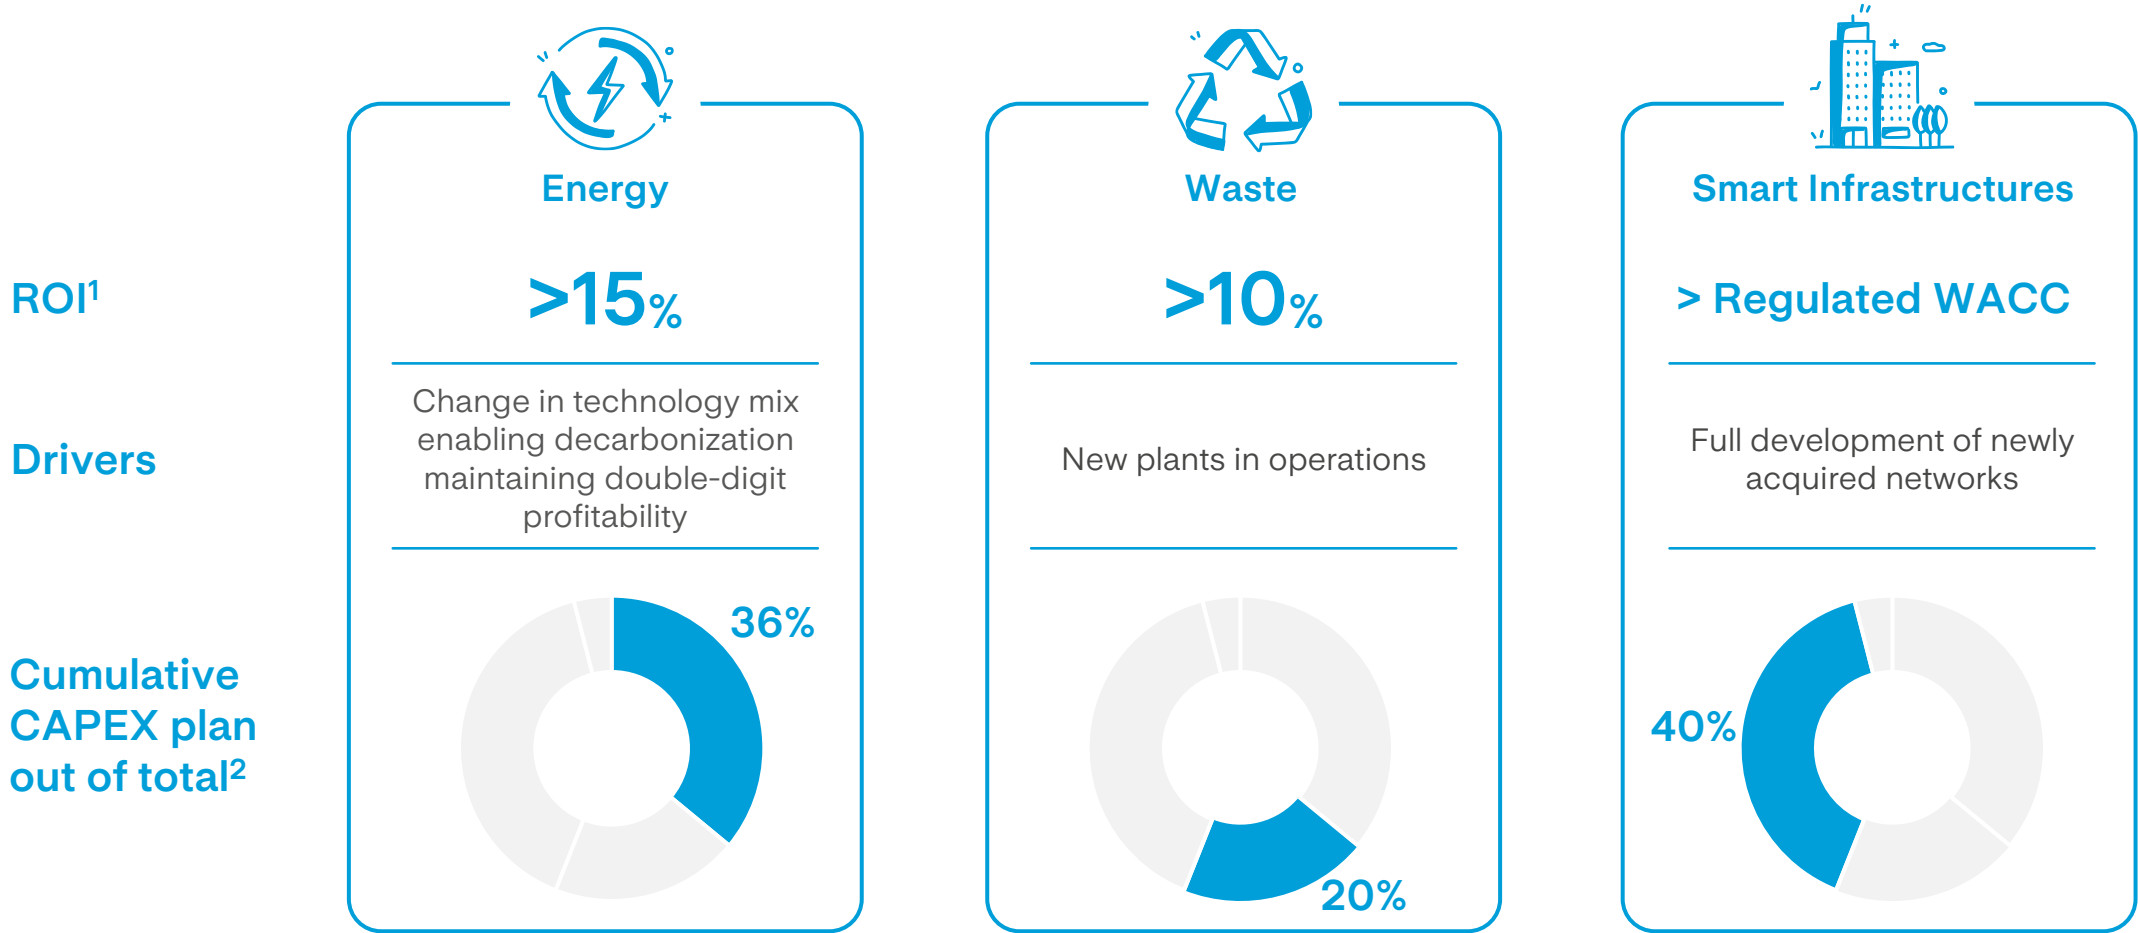 Energy
Waste
Smart Infrastructures
ROI¹
>15%
>10%
> Regulated WACC
Drivers
Change in technology mix
enabling decarbonization
maintaining double-digit
profitability
New plants in operations
Full development of newly
acquired networks
Cumulative
CAPEX plan
out of total²
36%
20%
40%